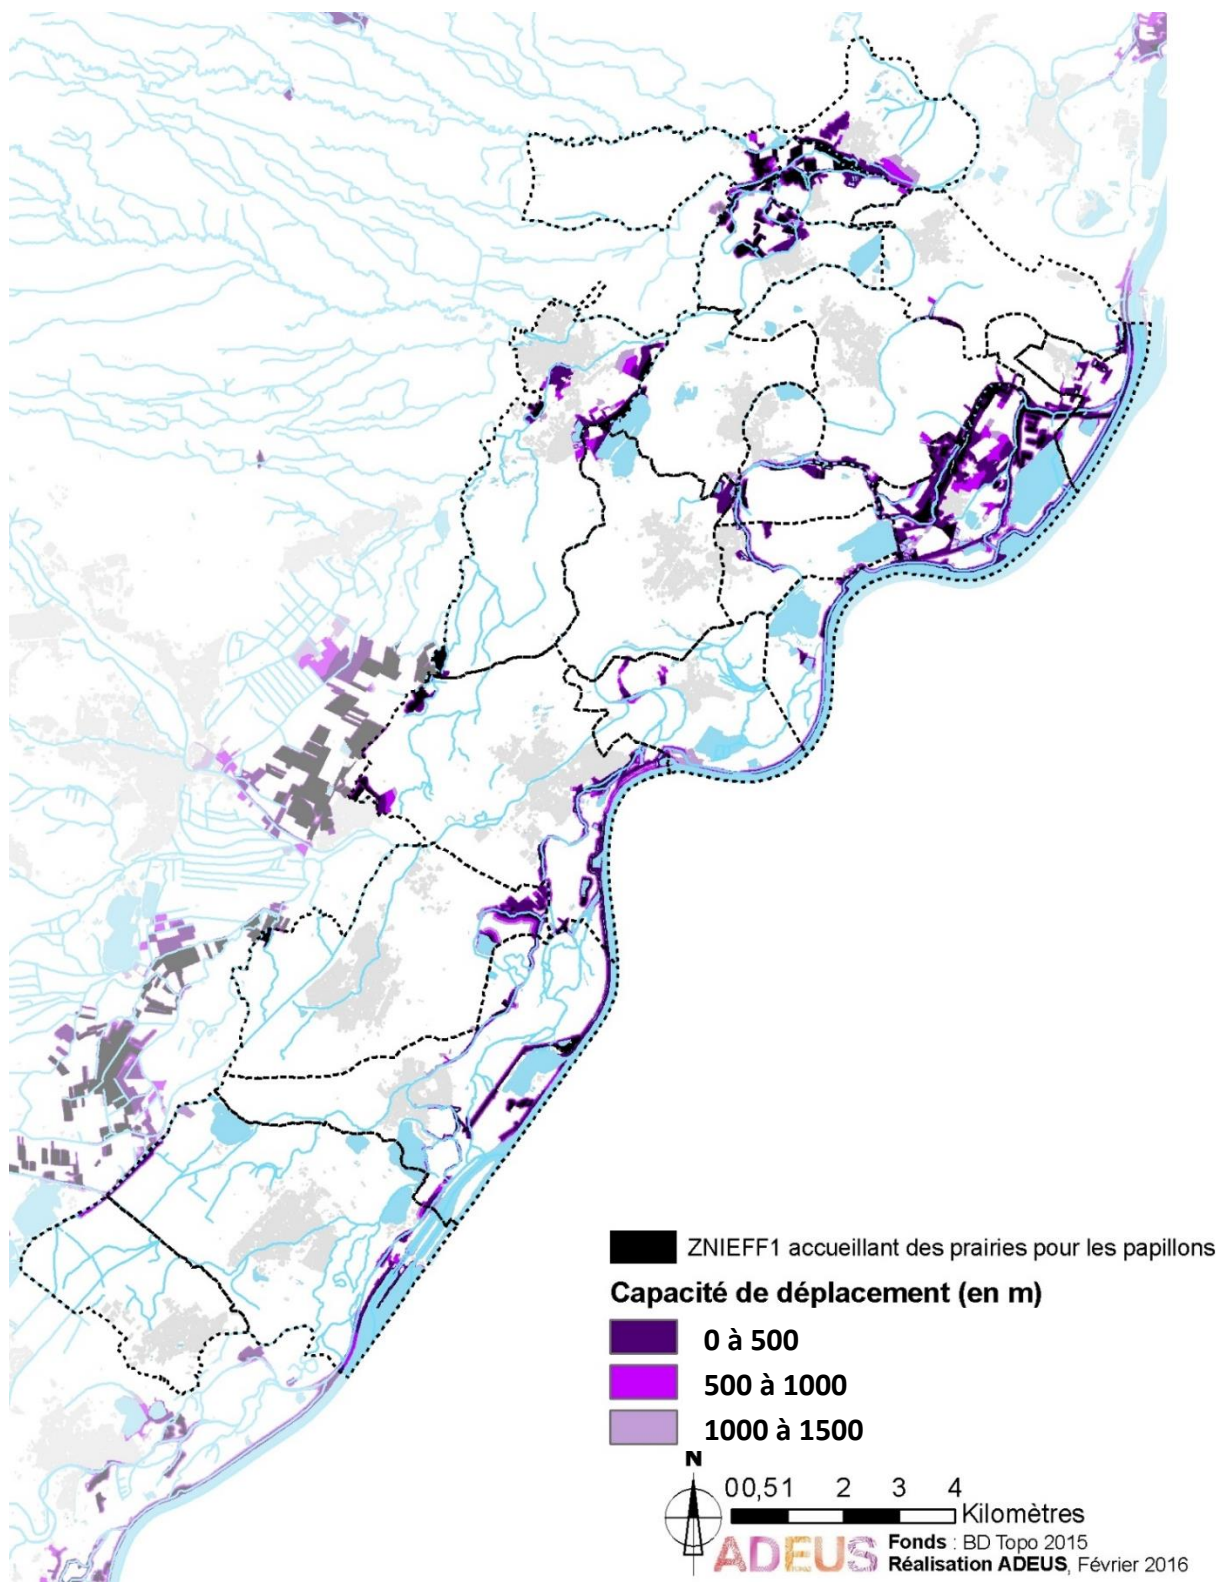 ZNIEFF1 accueillant des prairies pour les papillons
Capacité de déplacement (en m)
0 à 500
500 à 1000
1000 à 1500
N
0 0,5 1 2 3 4
Kilomètres
ADEUS
Fonds : BD Topo 2015
Réalisation ADEUS, Février 2016